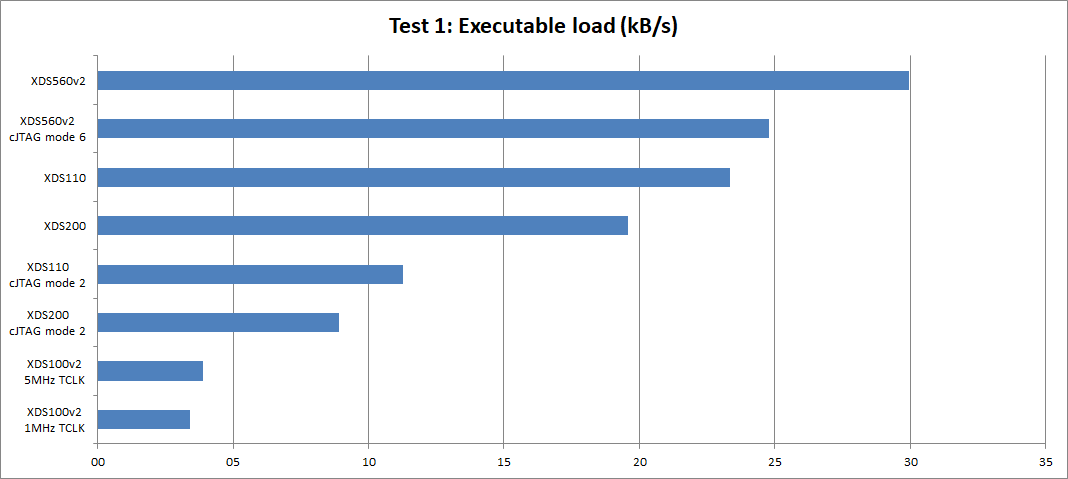 Test 1: Executable load (kB/s)
XDS560v2
XDS560v2
cJTAG mode 6
XDS110
XDS200
XDS110
cJTAG mode 2
XDS200
cJTAG mode 2
XDS100v2
5MHz TCLK
XDS100v2
1MHz TCLK
00 05 10 15 20 25 30 35